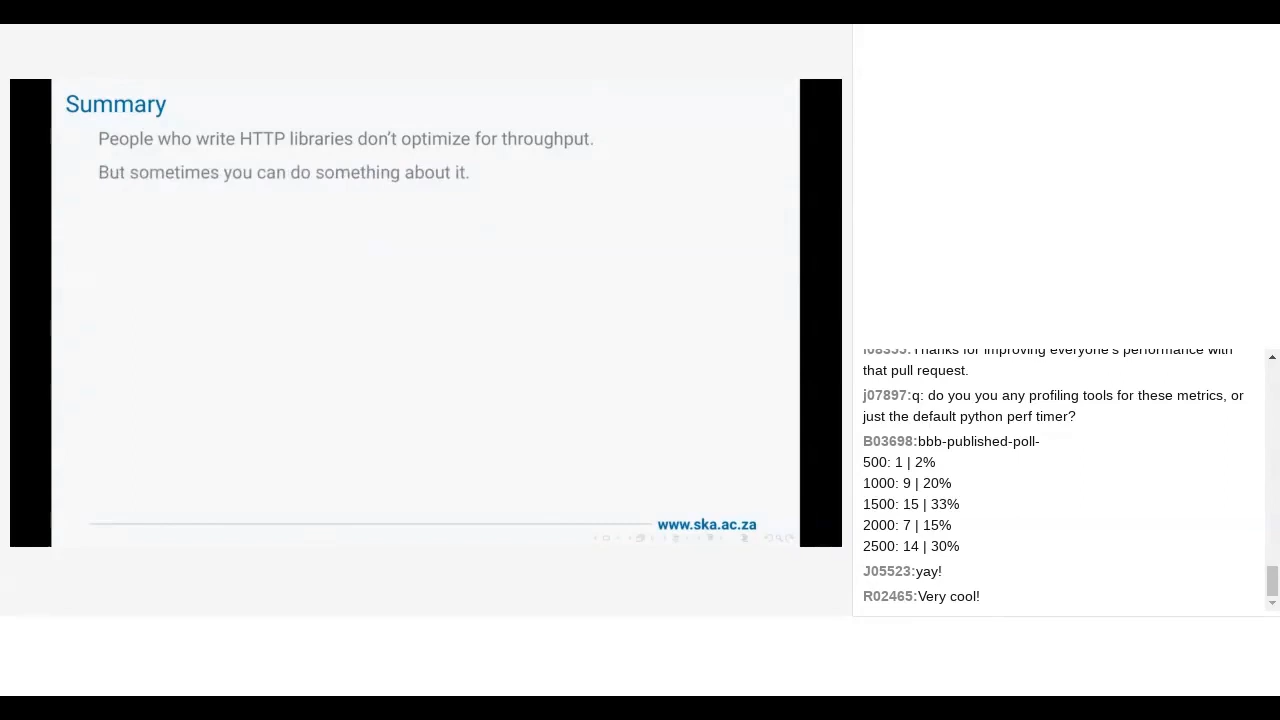 Summary
People who write HTTP libraries don't optimize for throughput.
But sometimes you can do something about it.
www.ska.ac.za
Thanks for improving everyone's performance with
that pull request.
j07897:q: do you you any profiling tools for these metrics, or
just the default python perf timer?
B03698:bbb-published-poll-
500: 1 | 2%
1000: 9 | 20%
1500: 15 | 33%
2000: 7 | 15%
2500: 14 | 30%
J05523:yay!
R02465:Very cool!